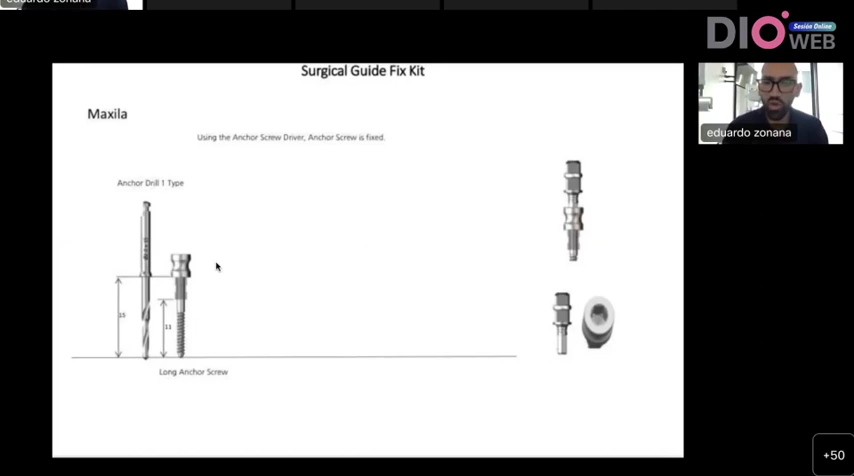 eduardo zonana
DIO
Sesión Online
WEB
Surgical Guide Fix Kit
eduardo zonana
Maxila
Using the Anchor Screw Driver, Anchor Screw is fixed.
Anchor Drill 1 Type
15
11
Long Anchor Screw
+50